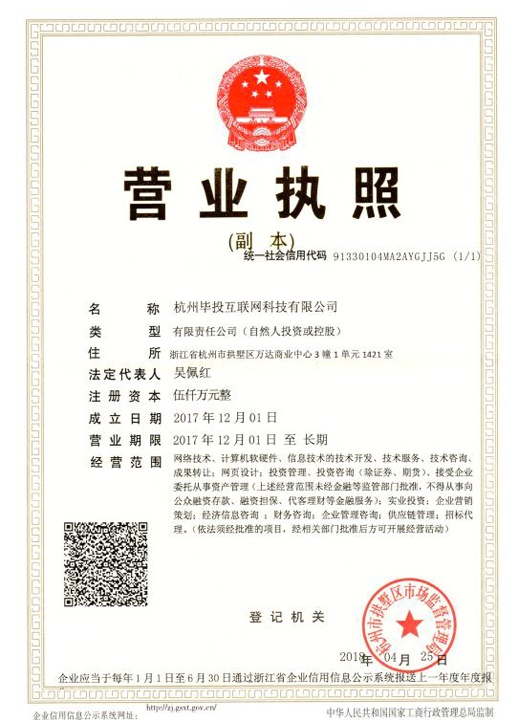 营业执照
(副 本)
统一社会信用代码 91330104MA2AYGJJ5G (1/1)
名 称 杭州毕投互联网科技有限公司
类 型 有限责任公司（自然人投资或控股）
住 所 浙江省杭州市拱墅区万达商业中心3幢1单元1421室
法定代表人 吴佩红
注册资本 伍仟万元整
成立日期 2017年12月01日
营业期限 2017年12月01日 至 长期
经营范围 网络技术、计算机软硬件、信息技术的技术开发、技术服务、技术咨询、
成果转让；网页设计；投资管理、投资咨询（除证券、期货）、接受企业
委托从事资产管理（上述经营范围未经金融等监管部门批准，不得从事向
公众融资存款、融资担保、代客理财等金融服务）；实业投资；企业营销
策划；经济信息咨询；财务咨询；企业管理咨询；供应链管理；招标代
理。（依法须经批准的项目，经相关部门批准后方可开展经营活动）
登记机关
杭州市拱墅区市场监督管理局
2018年 04月 25日
企业应当于每年1月1日至6月30日通过浙江省企业信用信息公示系统报送上一年度年度报
企业信用信息公示系统网址： http://zj.gsxt.gov.cn/
中华人民共和国国家工商行政管理总局监制